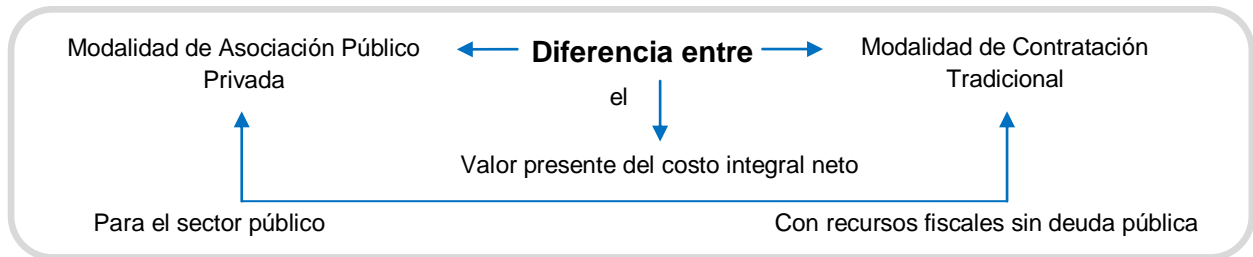 Modalidad de Asociación Público
Privada
Diferencia entre
el
Modalidad de Contratación
Tradicional
Valor presente del costo integral neto
Para el sector público
Con recursos fiscales sin deuda pública